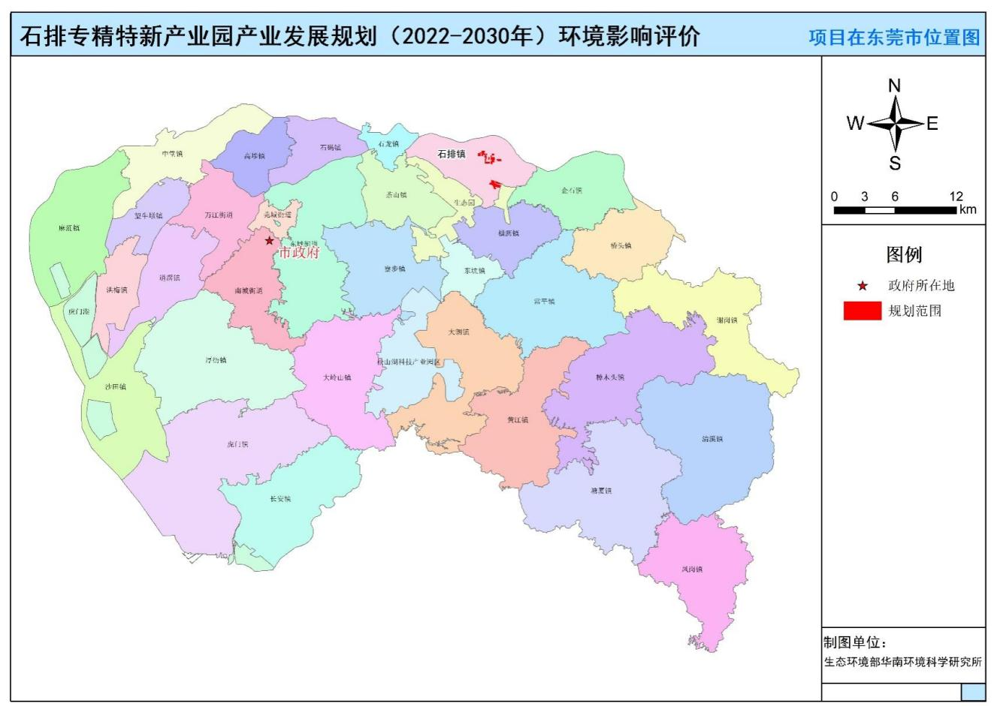 石排专精特新产业园产业发展规划（2022-2030年）环境影响评价
项目在东莞市位置图
N
W E
S
0 3 6 12
km
图例
政府所在地
规划范围
制图单位：
生态环境部华南环境科学研究所
中堂镇
高埗镇
石碣镇
石龙镇
石排镇
企石镇
茶山镇
生态园
麻涌镇
望牛墩镇
万江街道
莞城街道
东城街道
市政府
横沥镇
桥头镇
洪梅镇
道滘镇
南城街道
寮步镇
东坑镇
常平镇
虎门港
谢岗镇
大朗镇
厚街镇
大岭山镇
松山湖科技产业园区
樟木头镇
沙田镇
黄江镇
清溪镇
虎门镇
长安镇
塘厦镇
凤岗镇